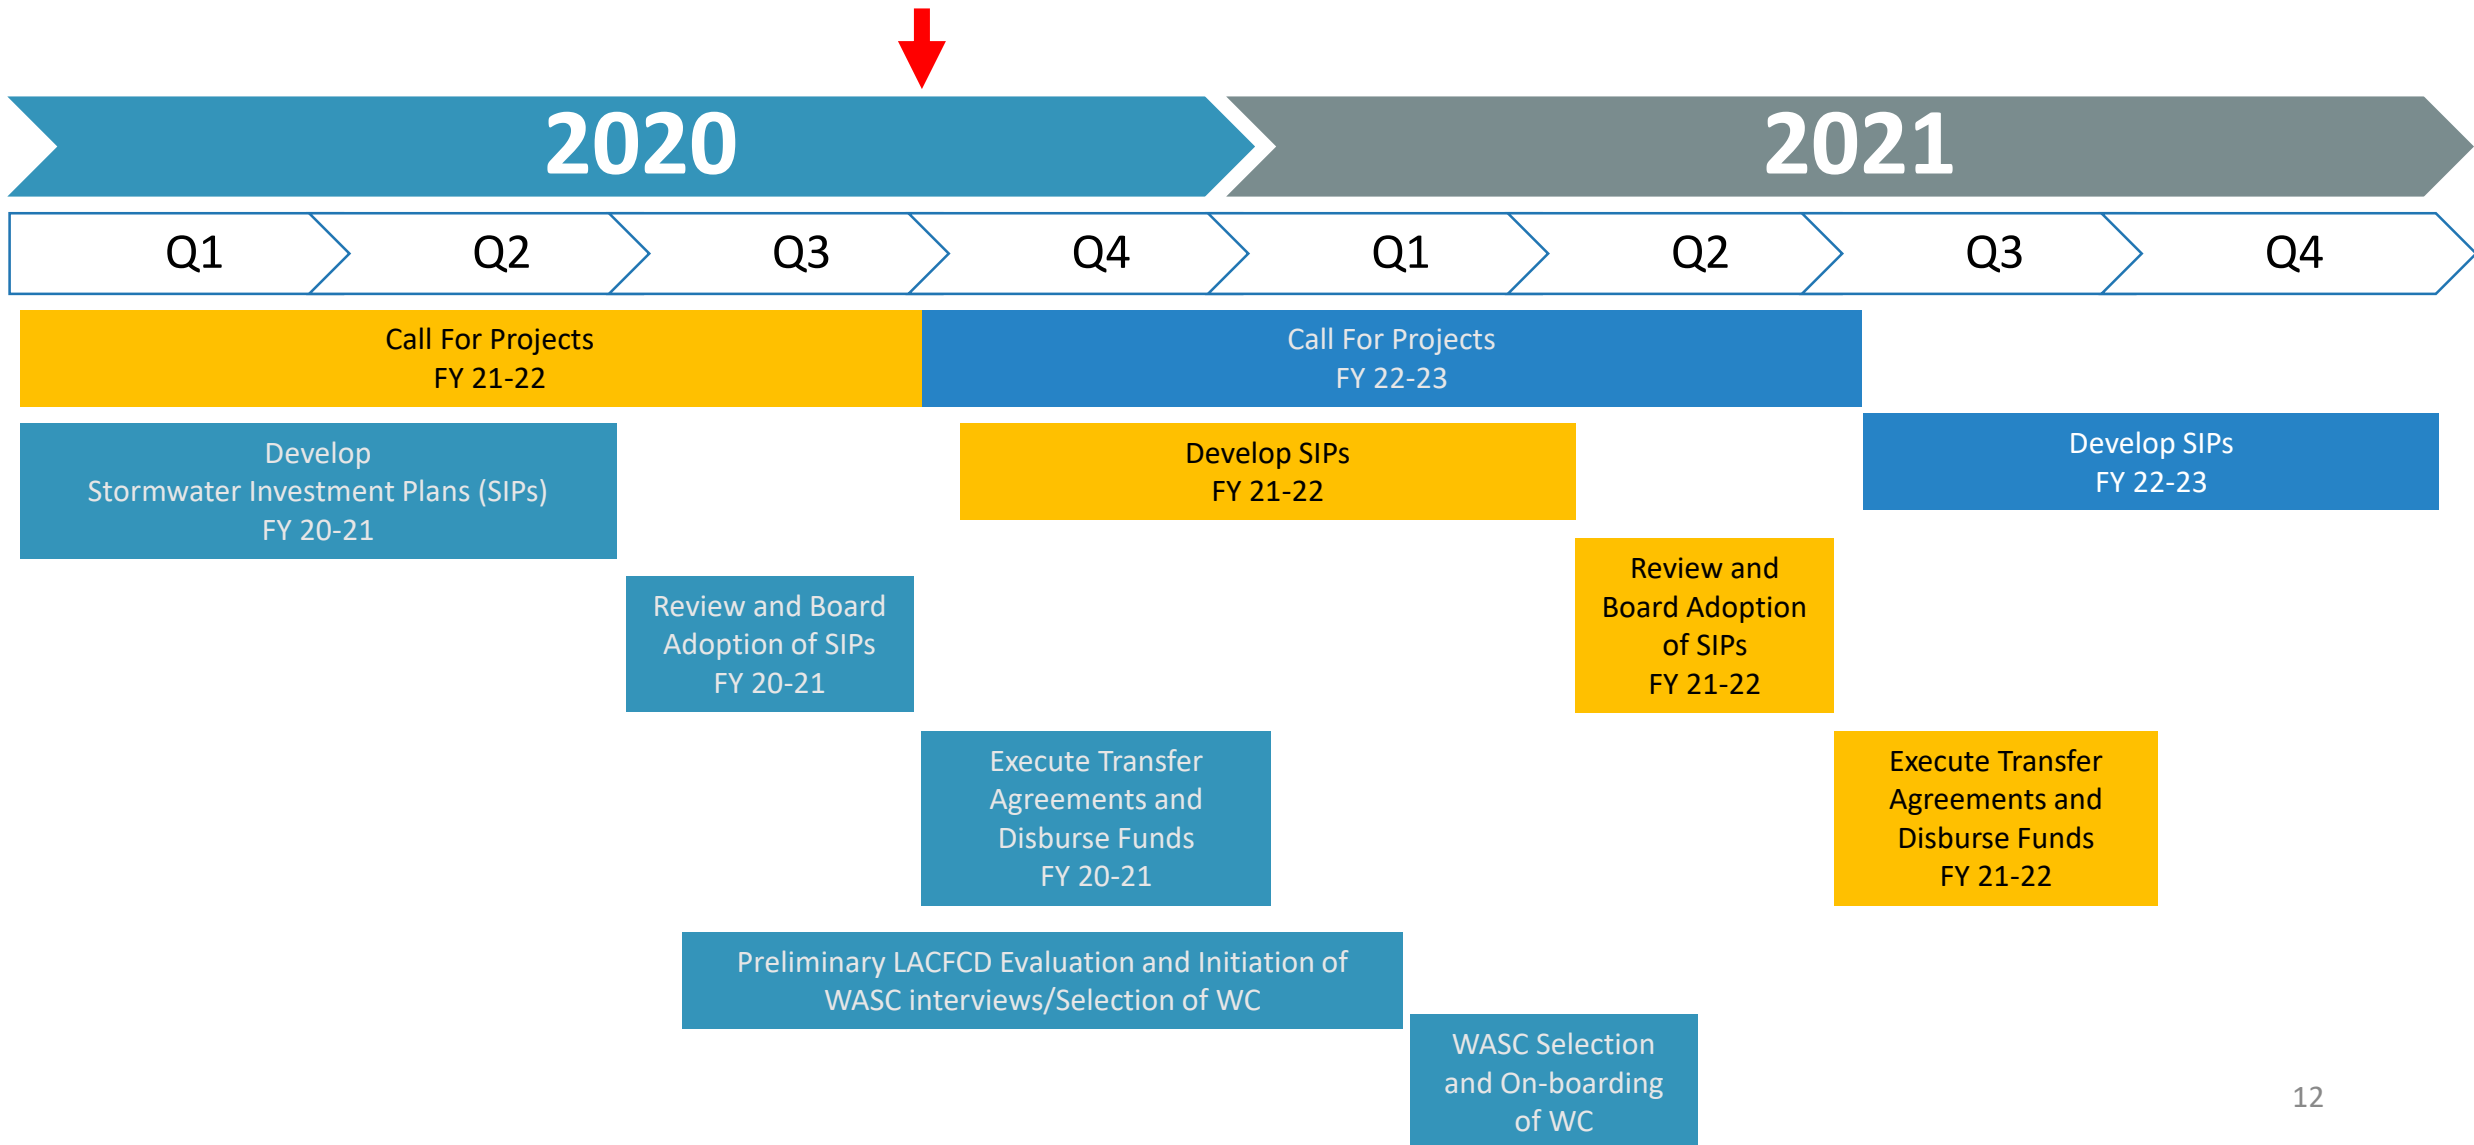 2020
2021
Q1
Q2
Q3
Q4
Q1
Q2
Q3
Q4
Call For Projects
FY 21-22
Call For Projects
FY 22-23
Develop
Stormwater Investment Plans (SIPs)
FY 20-21
Develop SIPs
FY 21-22
Develop SIPs
FY 22-23
Review and Board
Adoption of SIPs
FY 20-21
Review and
Board Adoption
of SIPs
FY 21-22
Execute Transfer
Agreements and
Disburse Funds
FY 20-21
Execute Transfer
Agreements and
Disburse Funds
FY 21-22
Preliminary LACFCD Evaluation and Initiation of
WASC interviews/Selection of WC
WASC Selection
and On-boarding
of WC
12